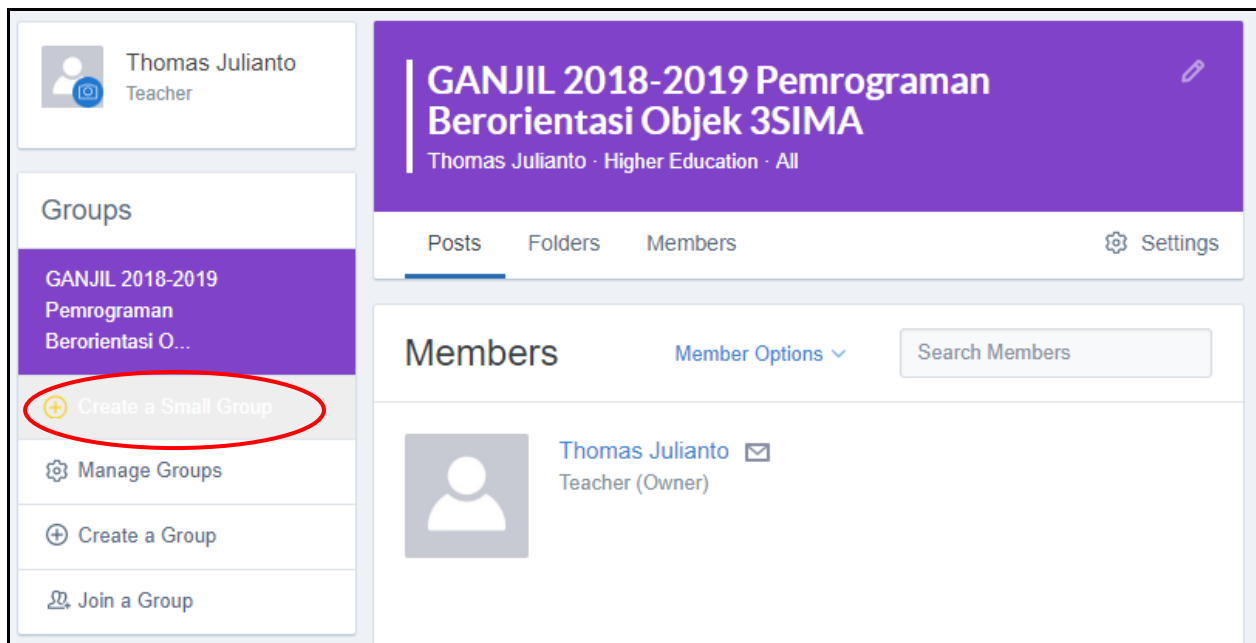 Thomas Julianto
Teacher
Groups
GANJIL 2018-2019
Pemrograman
Berorientasi O...
Create a Small Group
Manage Groups
Create a Group
Join a Group
GANJIL 2018-2019 Pemrograman
Berorientasi Objek 3SIMA
Thomas Julianto · Higher Education · All
Posts Folders Members Settings
Members Member Options Search Members
Thomas Julianto
Teacher (Owner)